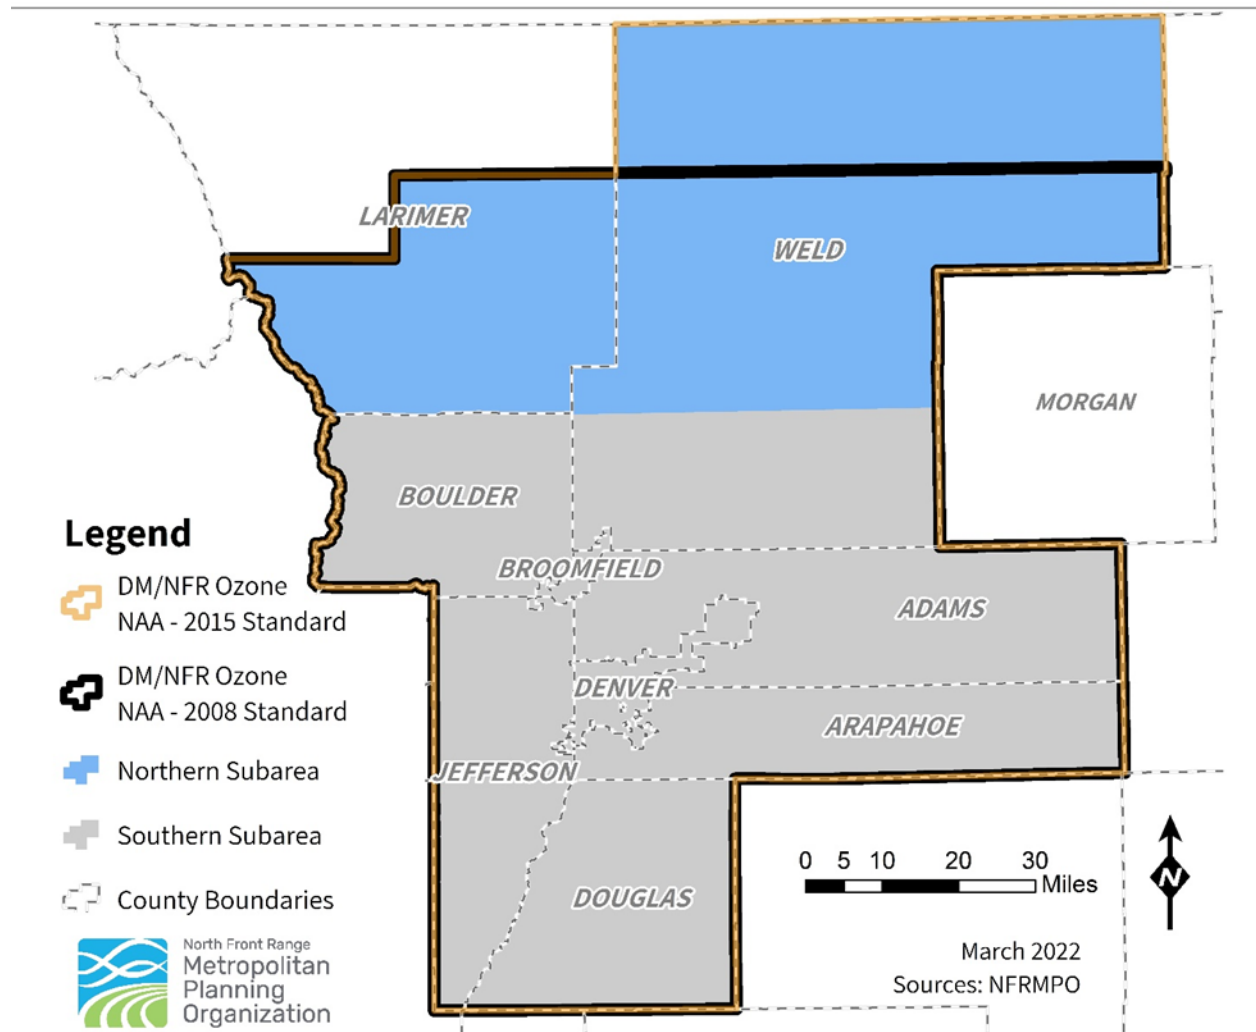 LARIMER
WELD
MORGAN
BOULDER
BROOMFIELD
ADAMS
DENVER
ARAPAHOE
JEFFERSON
DOUGLAS
Legend
DM/NFR Ozone
NAA - 2015 Standard
DM/NFR Ozone
NAA - 2008 Standard
Northern Subarea
Southern Subarea
County Boundaries
North Front Range
Metropolitan
Planning
Organization
0 5 10 20 30
Miles
N
March 2022
Sources: NFRMPO